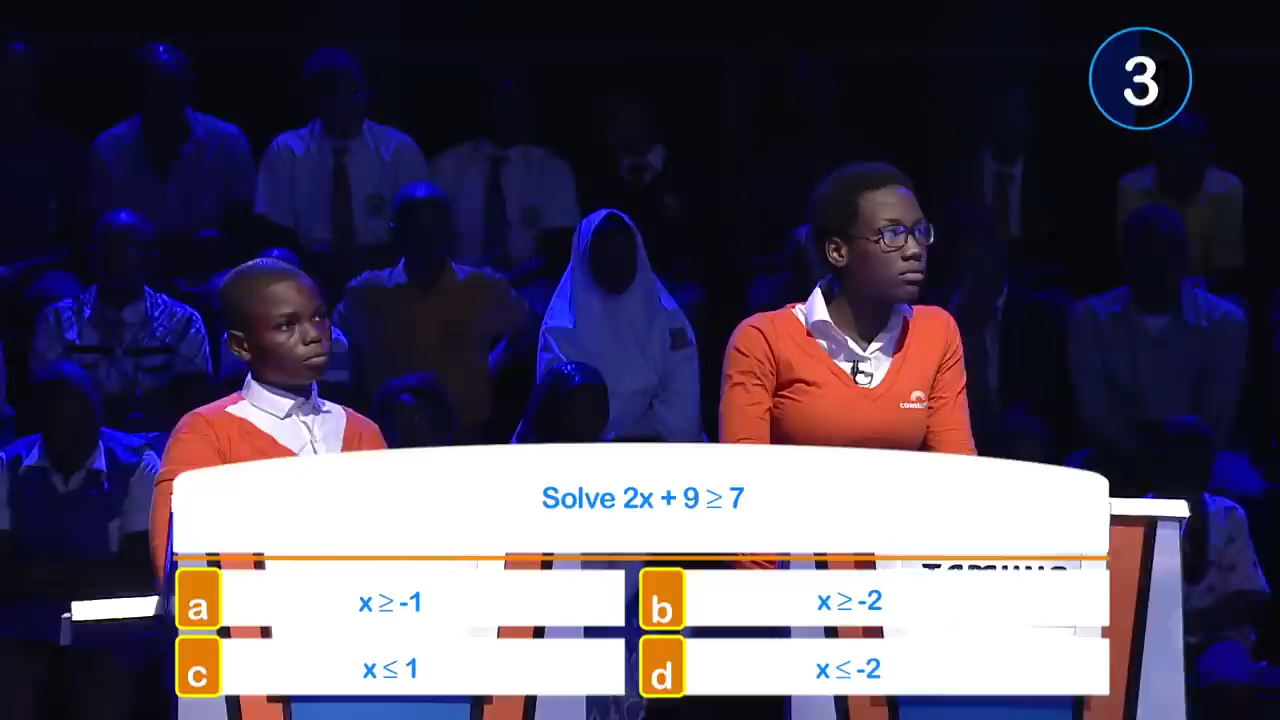 3
Solve 2x + 9 ≥ 7
a x ≥ -1
b x ≥ -2
c x ≤ 1
d x ≤ -2